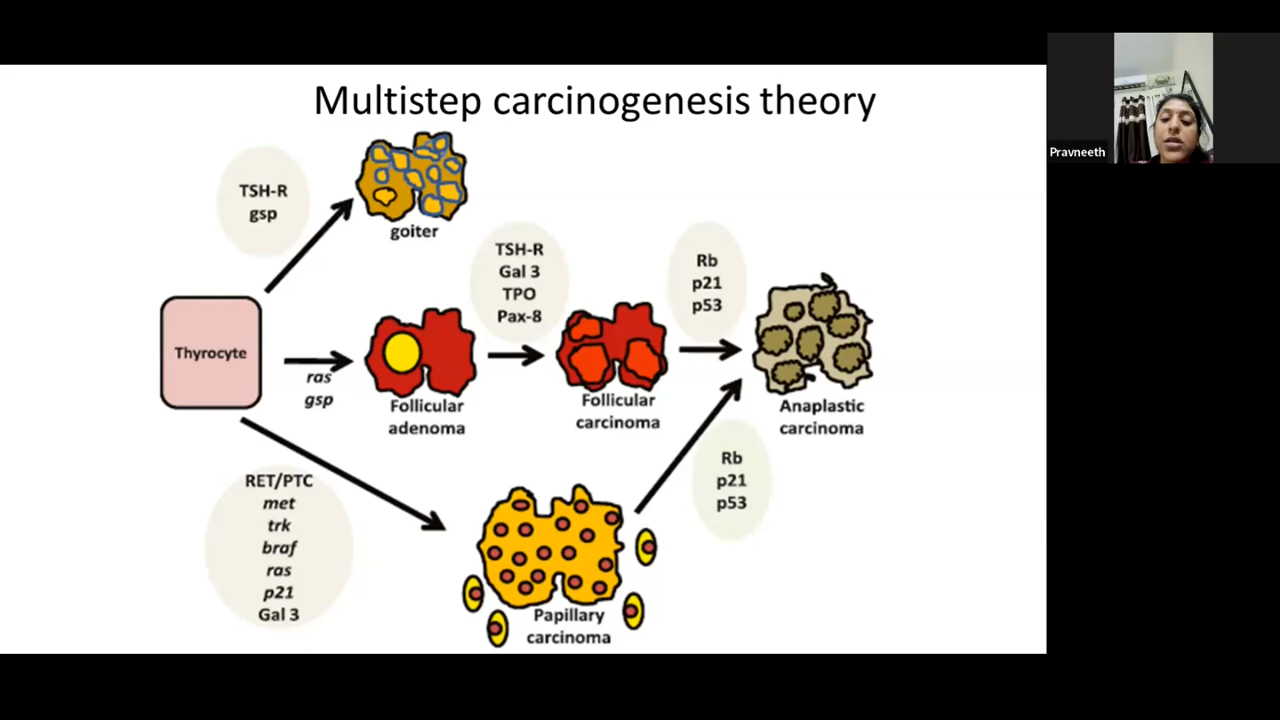 Multistep carcinogenesis theory
Pravneeth
TSH-R
gsp
goiter
TSH-R
Gal 3
TPO
Pax-8
Rb
p21
p53
Thyrocyte
ras
gsp
Follicular
adenoma
Follicular
carcinoma
Anaplastic
carcinoma
RET/PTC
met
trk
braf
ras
p21
Gal 3
Rb
p21
p53
Papillary
carcinoma